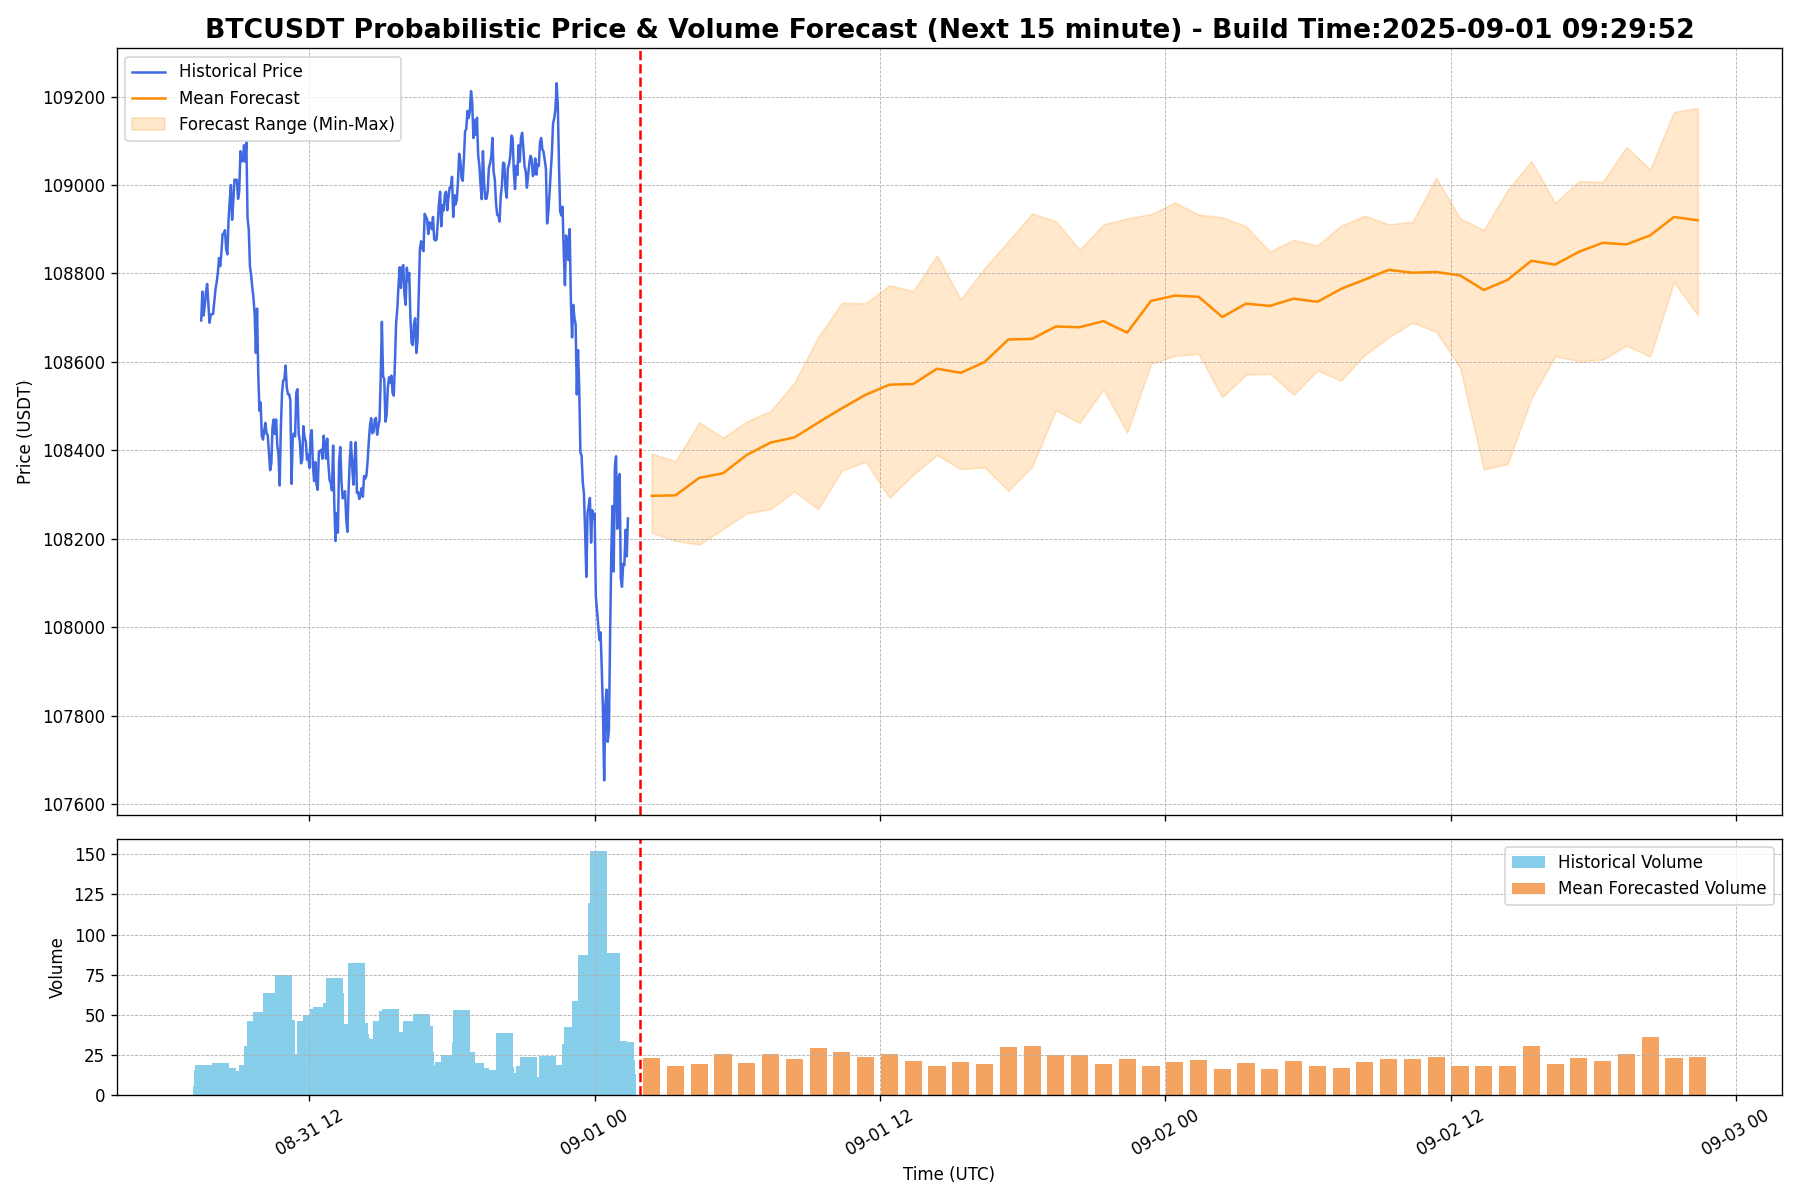 BTCUSDT Probabilistic Price & Volume Forecast (Next 15 minute) - Build Time:2025-09-01 09:29:52
Historical Price
Mean Forecast
Forecast Range (Min-Max)
109200
109000
108800
108600
108400
108200
108000
107800
107600
Price (USDT)
Historical Volume
Mean Forecasted Volume
150
125
100
75
50
25
0
Volume
08-31 12
09-01 00
09-01 12
09-02 00
09-02 12
09-03 00
Time (UTC)